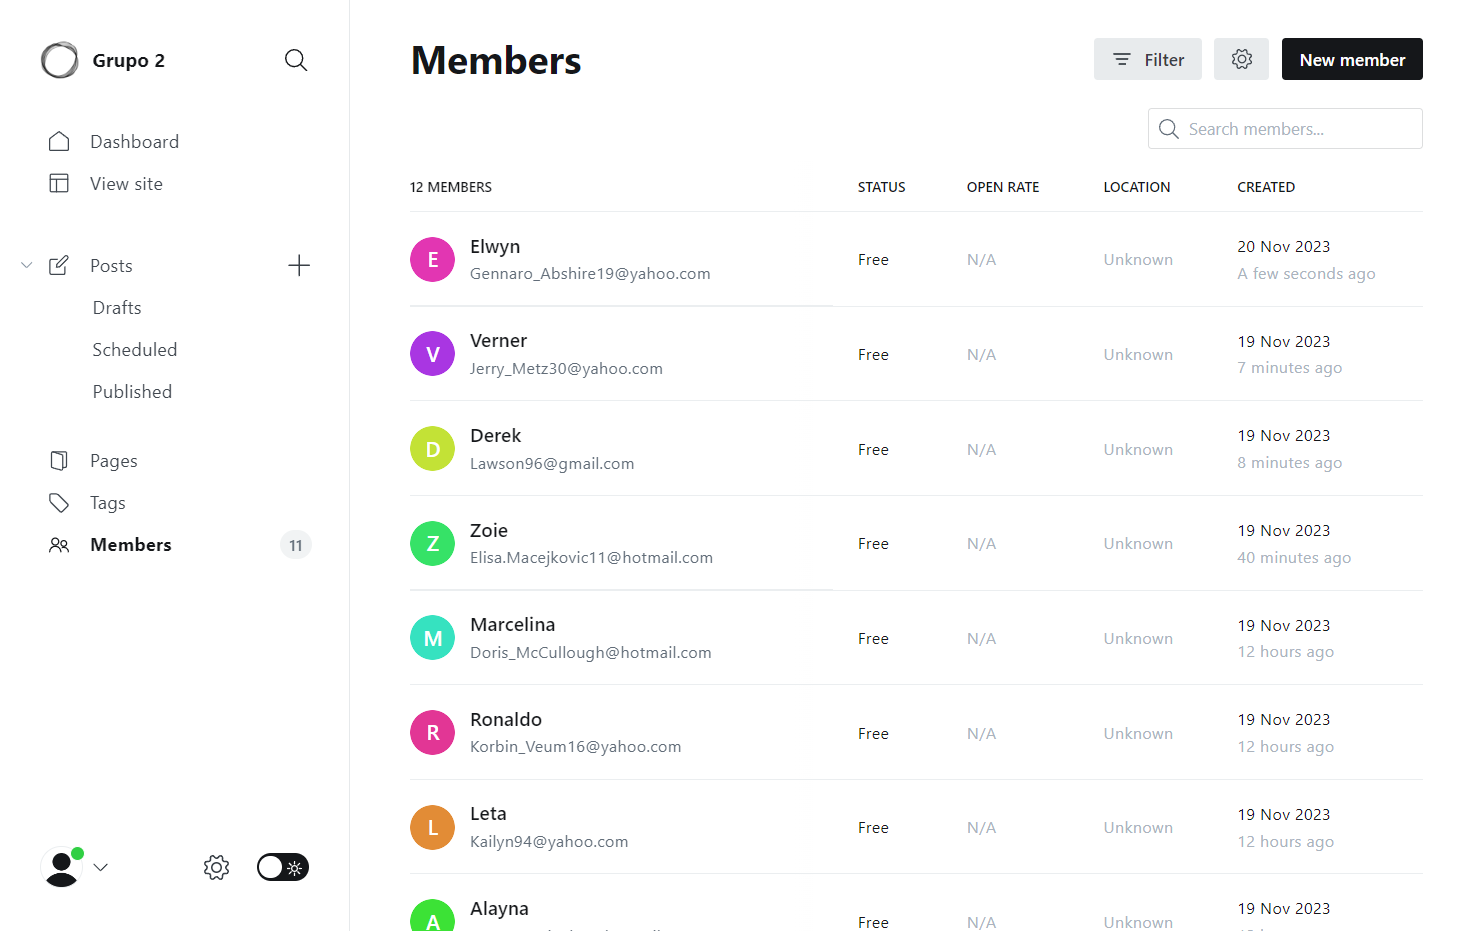 Grupo 2
Dashboard
View site
Posts
Drafts
Scheduled
Published
Pages
Tags
Members 11
Members
Filter
New member
Search members...
12 MEMBERS STATUS OPEN RATE LOCATION CREATED
E Elwyn
Gennaro_Abshire19@yahoo.com
Free N/A Unknown
20 Nov 2023
A few seconds ago
V Verner
Jerry_Metz30@yahoo.com
Free N/A Unknown
19 Nov 2023
7 minutes ago
D Derek
Lawson96@gmail.com
Free N/A Unknown
19 Nov 2023
8 minutes ago
Z Zoie
Elisa.Macejkovic11@hotmail.com
Free N/A Unknown
19 Nov 2023
40 minutes ago
M Marcelina
Doris_McCullough@hotmail.com
Free N/A Unknown
19 Nov 2023
12 hours ago
R Ronaldo
Korbin_Veum16@yahoo.com
Free N/A Unknown
19 Nov 2023
12 hours ago
L Leta
Kailyn94@yahoo.com
Free N/A Unknown
19 Nov 2023
12 hours ago
A Alayna
Free N/A Unknown
19 Nov 2023